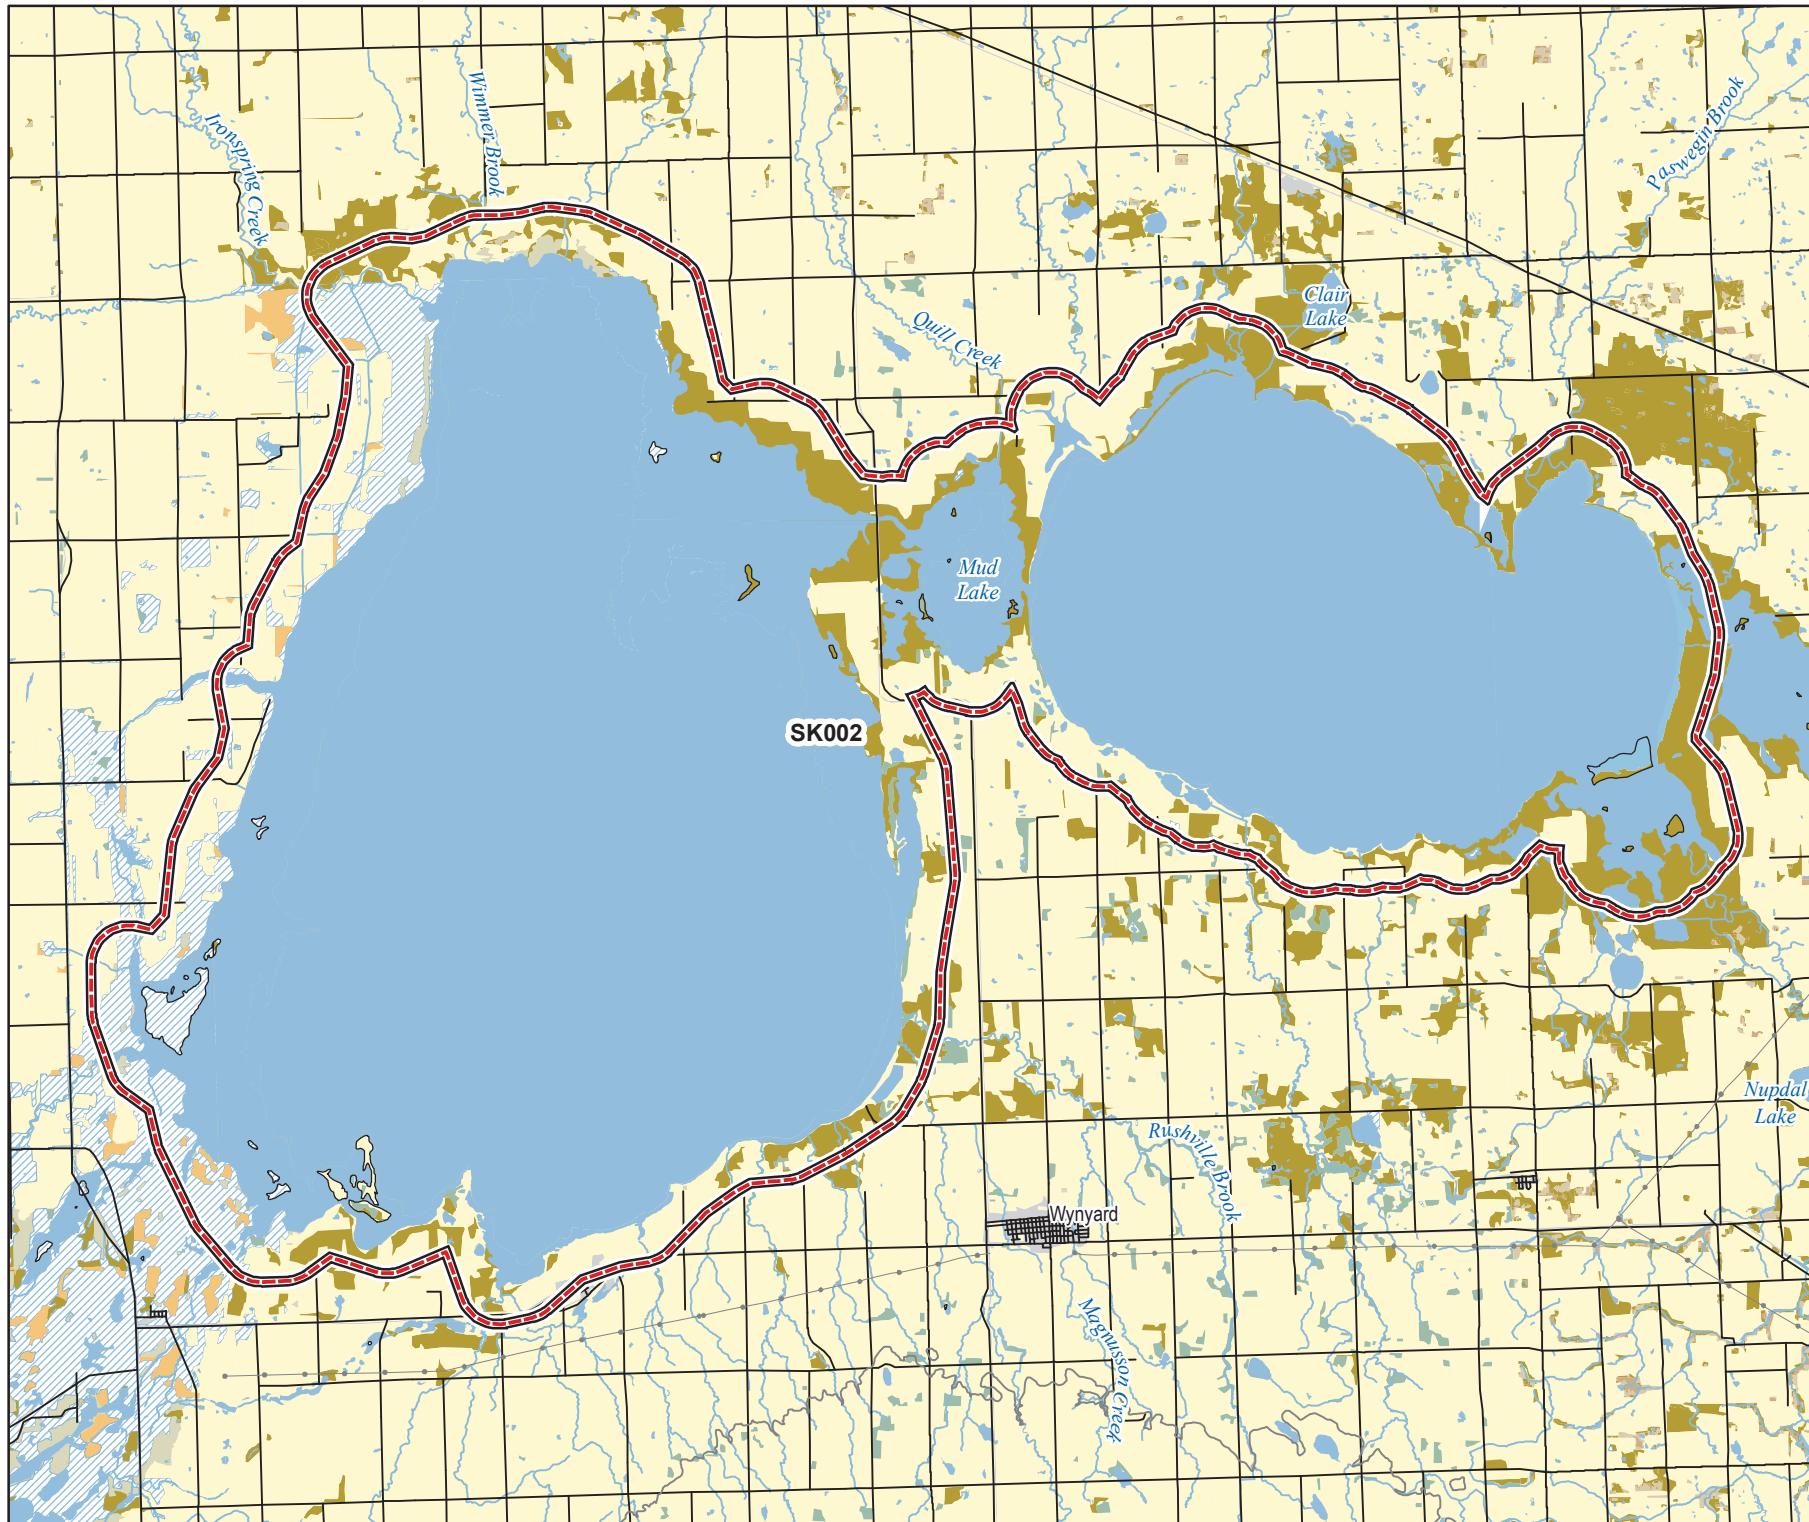 Wimmer Brook
Ironspring Creek
Paswegin Brook
Clair
Lake
Quill Creek
Mud
Lake
SK002
Nupdal
Lake
Rushville Brook
Wynyard
Magnusson Creek